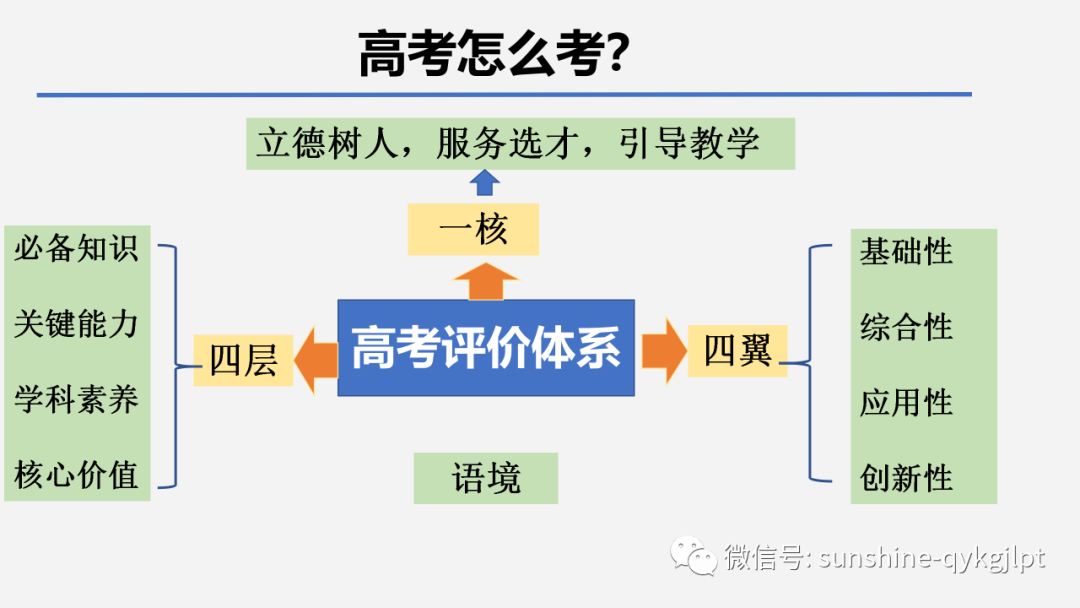 高考怎么考?
立德树人，服务选才，引导教学
一核
必备知识
关键能力
学科素养
核心价值
四层
高考评价体系
四翼
基础性
综合性
应用性
创新性
语境
微信号: sunshine-qykgjlpt